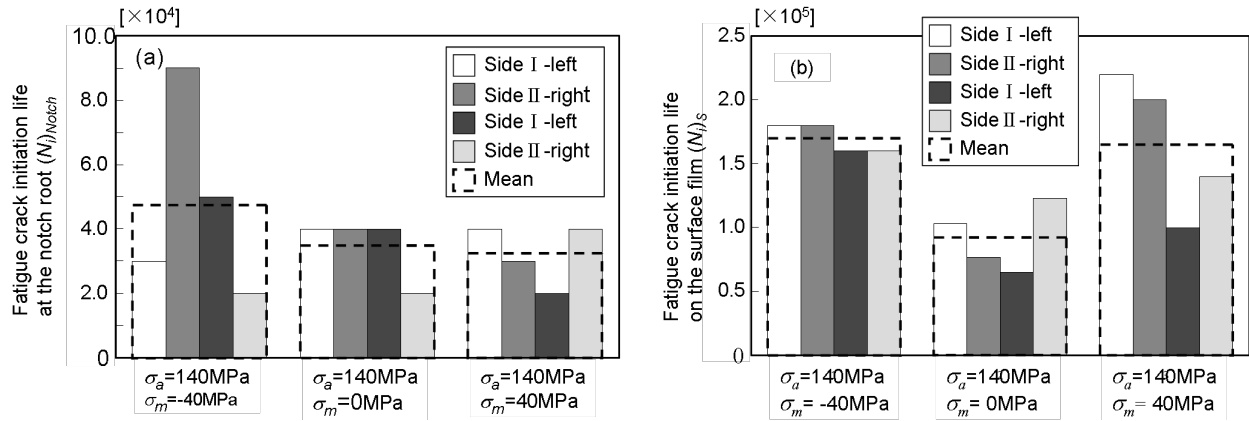 [×10⁴]
Fatigue crack initiation life
at the notch root (Nᵢ)Notch
10.0
8.0
6.0
4.0
2.0
0
(a)
Side Ⅰ-left
Side Ⅱ-right
Side Ⅰ-left
Side Ⅱ-right
Mean
σa=140MPa
σm=-40MPa
σa=140MPa
σm=0MPa
σa=140MPa
σm=40MPa
[×10⁵]
Fatigue crack initiation life
on the surface film (Nᵢ)S
2.5
2.0
1.5
1.0
0.5
0
(b)
Side Ⅰ-left
Side Ⅱ-right
Side Ⅰ-left
Side Ⅱ-right
Mean
σa=140MPa
σm= -40MPa
σa=140MPa
σm= 0MPa
σa=140MPa
σm= 40MPa